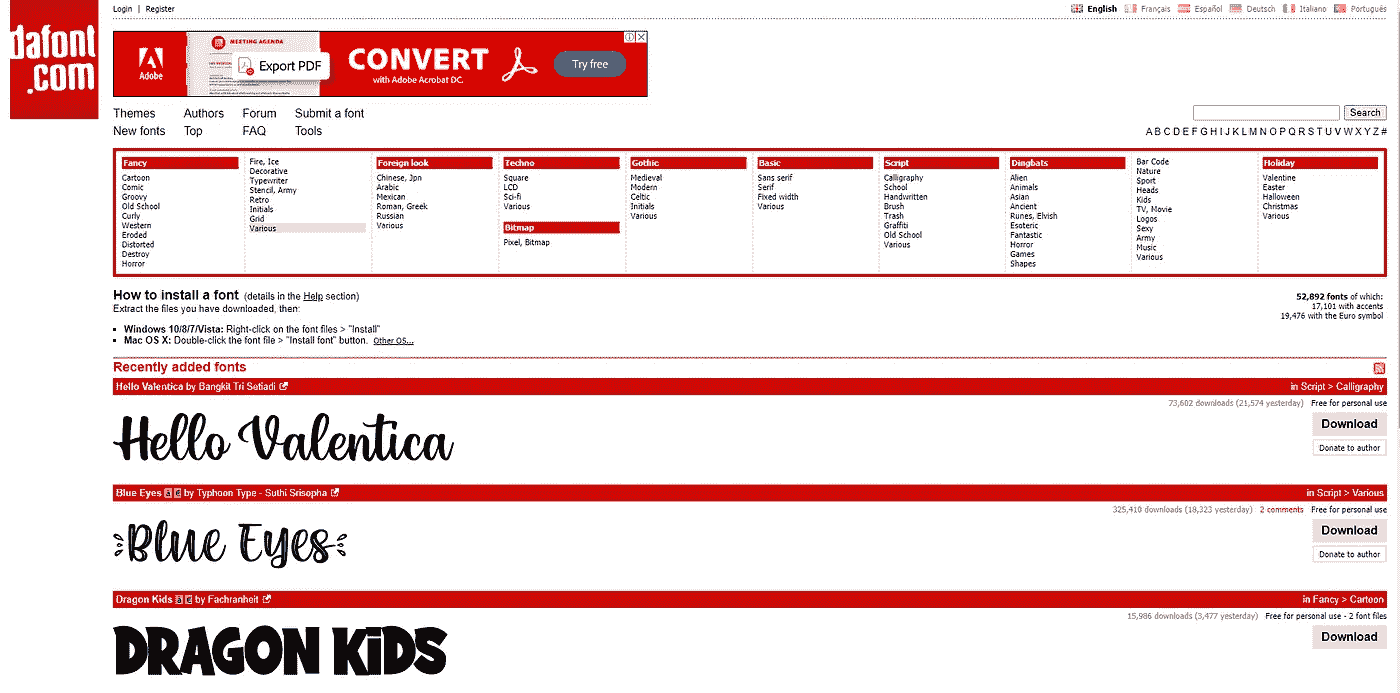 Login | Register
English Français Español Deutsch Italiano Português
dafont
.com
Adobe
MEETING AGENDA
Export PDF
CONVERT
with Adobe Acrobat DC.
Try free
Themes Authors Forum Submit a font
New fonts Top FAQ Tools
Search
A B C D E F G H I J K L M N O P Q R S T U V W X Y Z #
Fancy
Cartoon
Comic
Groovy
Old School
Curly
Western
Eroded
Distorted
Destroy
Horror
Fire, Ice
Decorative
Typewriter
Stencil, Army
Retro
Initials
Grid
Various
Foreign look
Chinese, Jpn
Arabic
Mexican
Roman, Greek
Russian
Various
Techno
Square
LCD
Sci-fi
Various
Bitmap
Pixel, Bitmap
Gothic
Medieval
Modern
Celtic
Initials
Various
Basic
Sans serif
Serif
Fixed width
Various
Script
Calligraphy
School
Handwritten
Brush
Trash
Graffiti
Old School
Various
Dingbats
Alien
Animals
Asian
Ancient
Runes, Elvish
Esoteric
Fantastic
Horror
Games
Shapes
Bar Code
Nature
Sport
Heads
Kids
TV, Movie
Logos
Sexy
Army
Music
Various
Holiday
Valentine
Easter
Halloween
Christmas
Various
How to install a font (details in the Help section)
Extract the files you have downloaded, then:
Windows 10/8/7/Vista: Right-click on the font files > "Install"
Mac OS X: Double-click the font file > "Install font" button. Other OS...
52,892 fonts of which:
17,101 with accents
19,476 with the Euro symbol
Recently added fonts
Hello Valentica by Bangkit Tri Setiadi in Script > Calligraphy
73,602 downloads (21,574 yesterday) Free for personal use
Hello Valentica
Download
Donate to author
Blue Eyes à € by Typhoon Type - Suthi Srisopha in Script > Various
325,410 downloads (18,323 yesterday) 2 comments Free for personal use
Blue Eyes
Download
Donate to author
Dragon Kids à € by Fachranheit in Fancy > Cartoon
15,986 downloads (3,477 yesterday) Free for personal use - 2 font files
DRAGON KiDS
Download